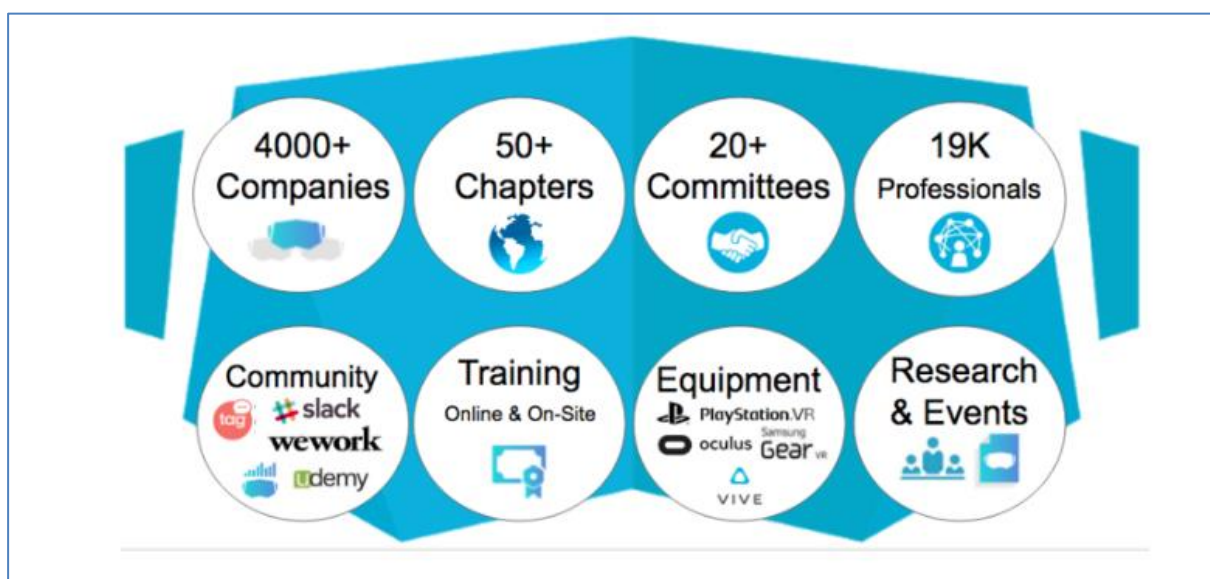 4000+
Companies
50+
Chapters
20+
Committees
19K
Professionals
Community
tag
slack
wework
udemy
Training
Online & On-Site
Equipment
PlayStation.VR
oculus
Samsung
Gear VR
VIVE
Research
& Events